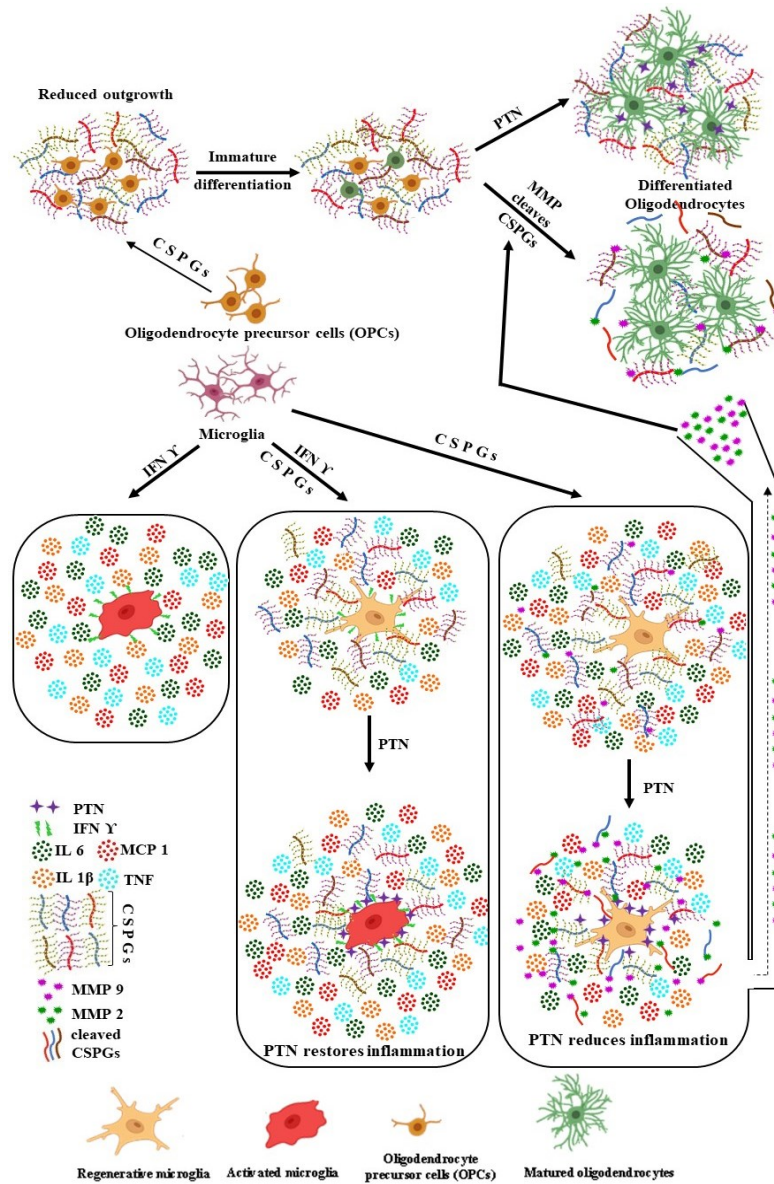 Reduced outgrowth
Immature
differentiation
PTN
MMP
cleaves
CSPGs
Differentiated
Oligodendrocytes
CSPGs
Oligodendrocyte precursor cells (OPCs)
Microglia
IFN ϒ
IFN ϒ
CSPGs
CSPGs
PTN
PTN
PTN
IFN ϒ
IL 6
MCP 1
IL 1β
TNF
CSPGs
MMP 9
MMP 2
cleaved
CSPGs
PTN restores inflammation
PTN reduces inflammation
Regenerative microglia
Activated microglia
Oligodendrocyte
precursor cells (OPCs)
Matured oligodendrocytes